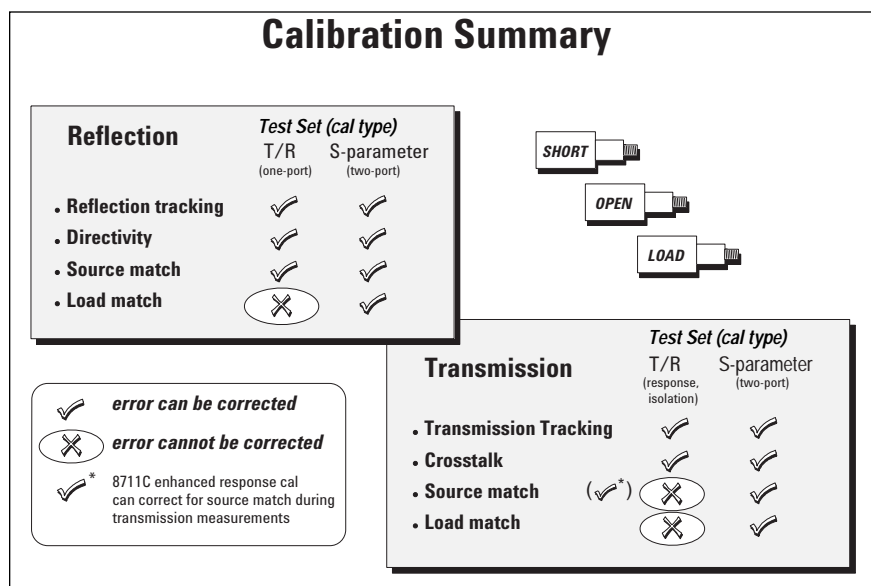 Calibration Summary
Reflection
Test Set (cal type)
T/R S-parameter
(one-port) (two-port)
. Reflection tracking
. Directivity
. Source match
. Load match
SHORT
OPEN
LOAD
Transmission
Test Set (cal type)
T/R S-parameter
(response, (two-port)
isolation)
. Transmission Tracking
. Crosstalk
. Source match (✓*)
. Load match
error can be corrected
error cannot be corrected
* 8711C enhanced response cal
can correct for source match during
transmission measurements